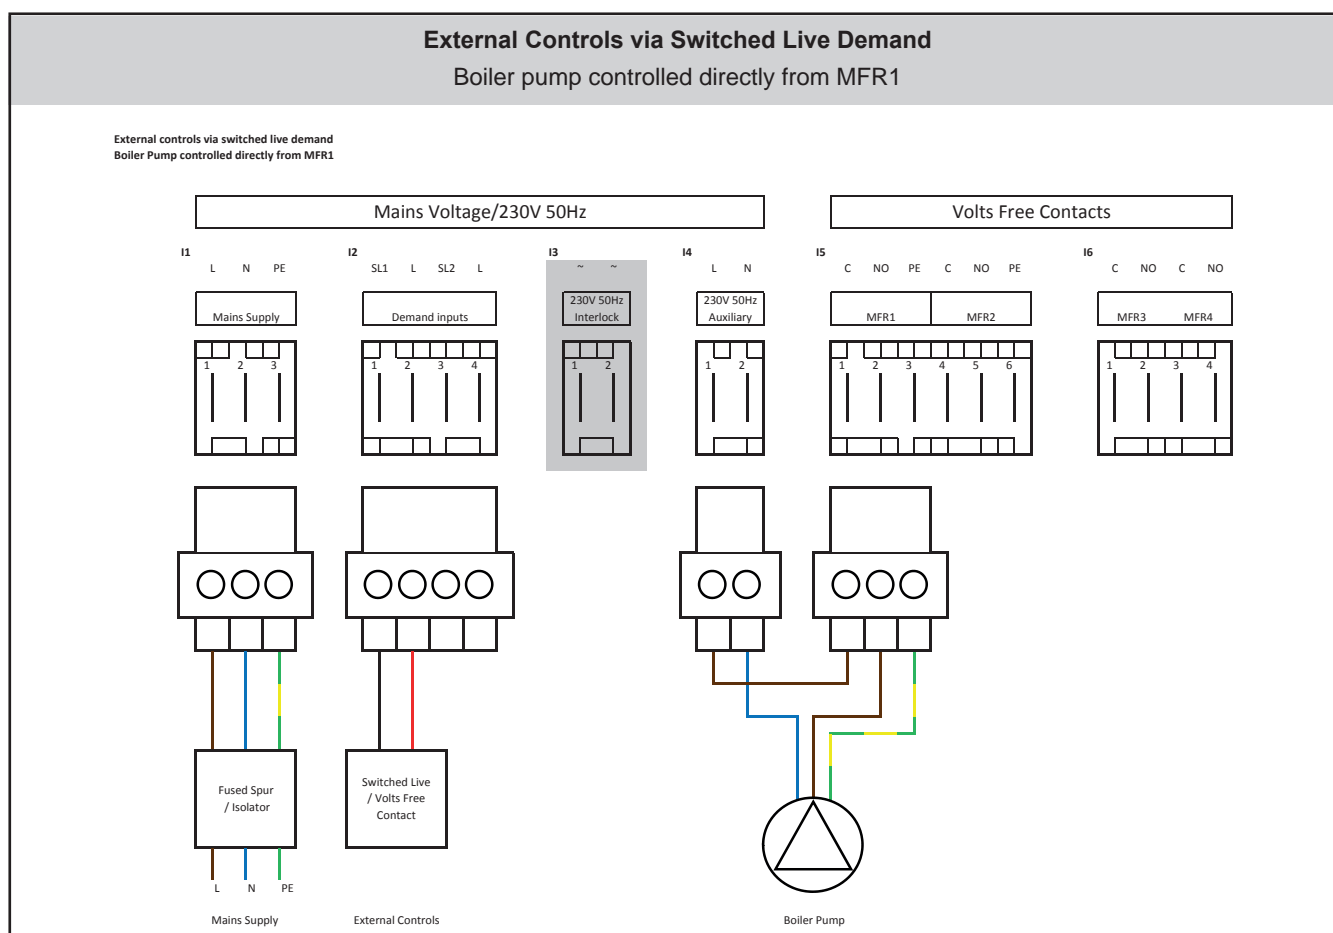 External Controls via Switched Live Demand
Boiler pump controlled directly from MFR1
External controls via switched live demand
Boiler Pump controlled directly from MFR1
Mains Voltage/230V 50Hz
Volts Free Contacts
I1
I2
I3
I4
I5
I6
L N PE
SL1 L SL2 L
~ ~
L N
C NO PE C NO PE
C NO C NO
Mains Supply
Demand inputs
230V 50Hz
Interlock
230V 50Hz
Auxiliary
MFR1
MFR2
MFR3
MFR4
1 2 3
1 2 3 4
1 2
1 2
1 2 3 4 5 6
1 2 3 4
Fused Spur
/ Isolator
Switched Live
/ Volts Free
Contact
L N PE
Mains Supply
External Controls
Boiler Pump